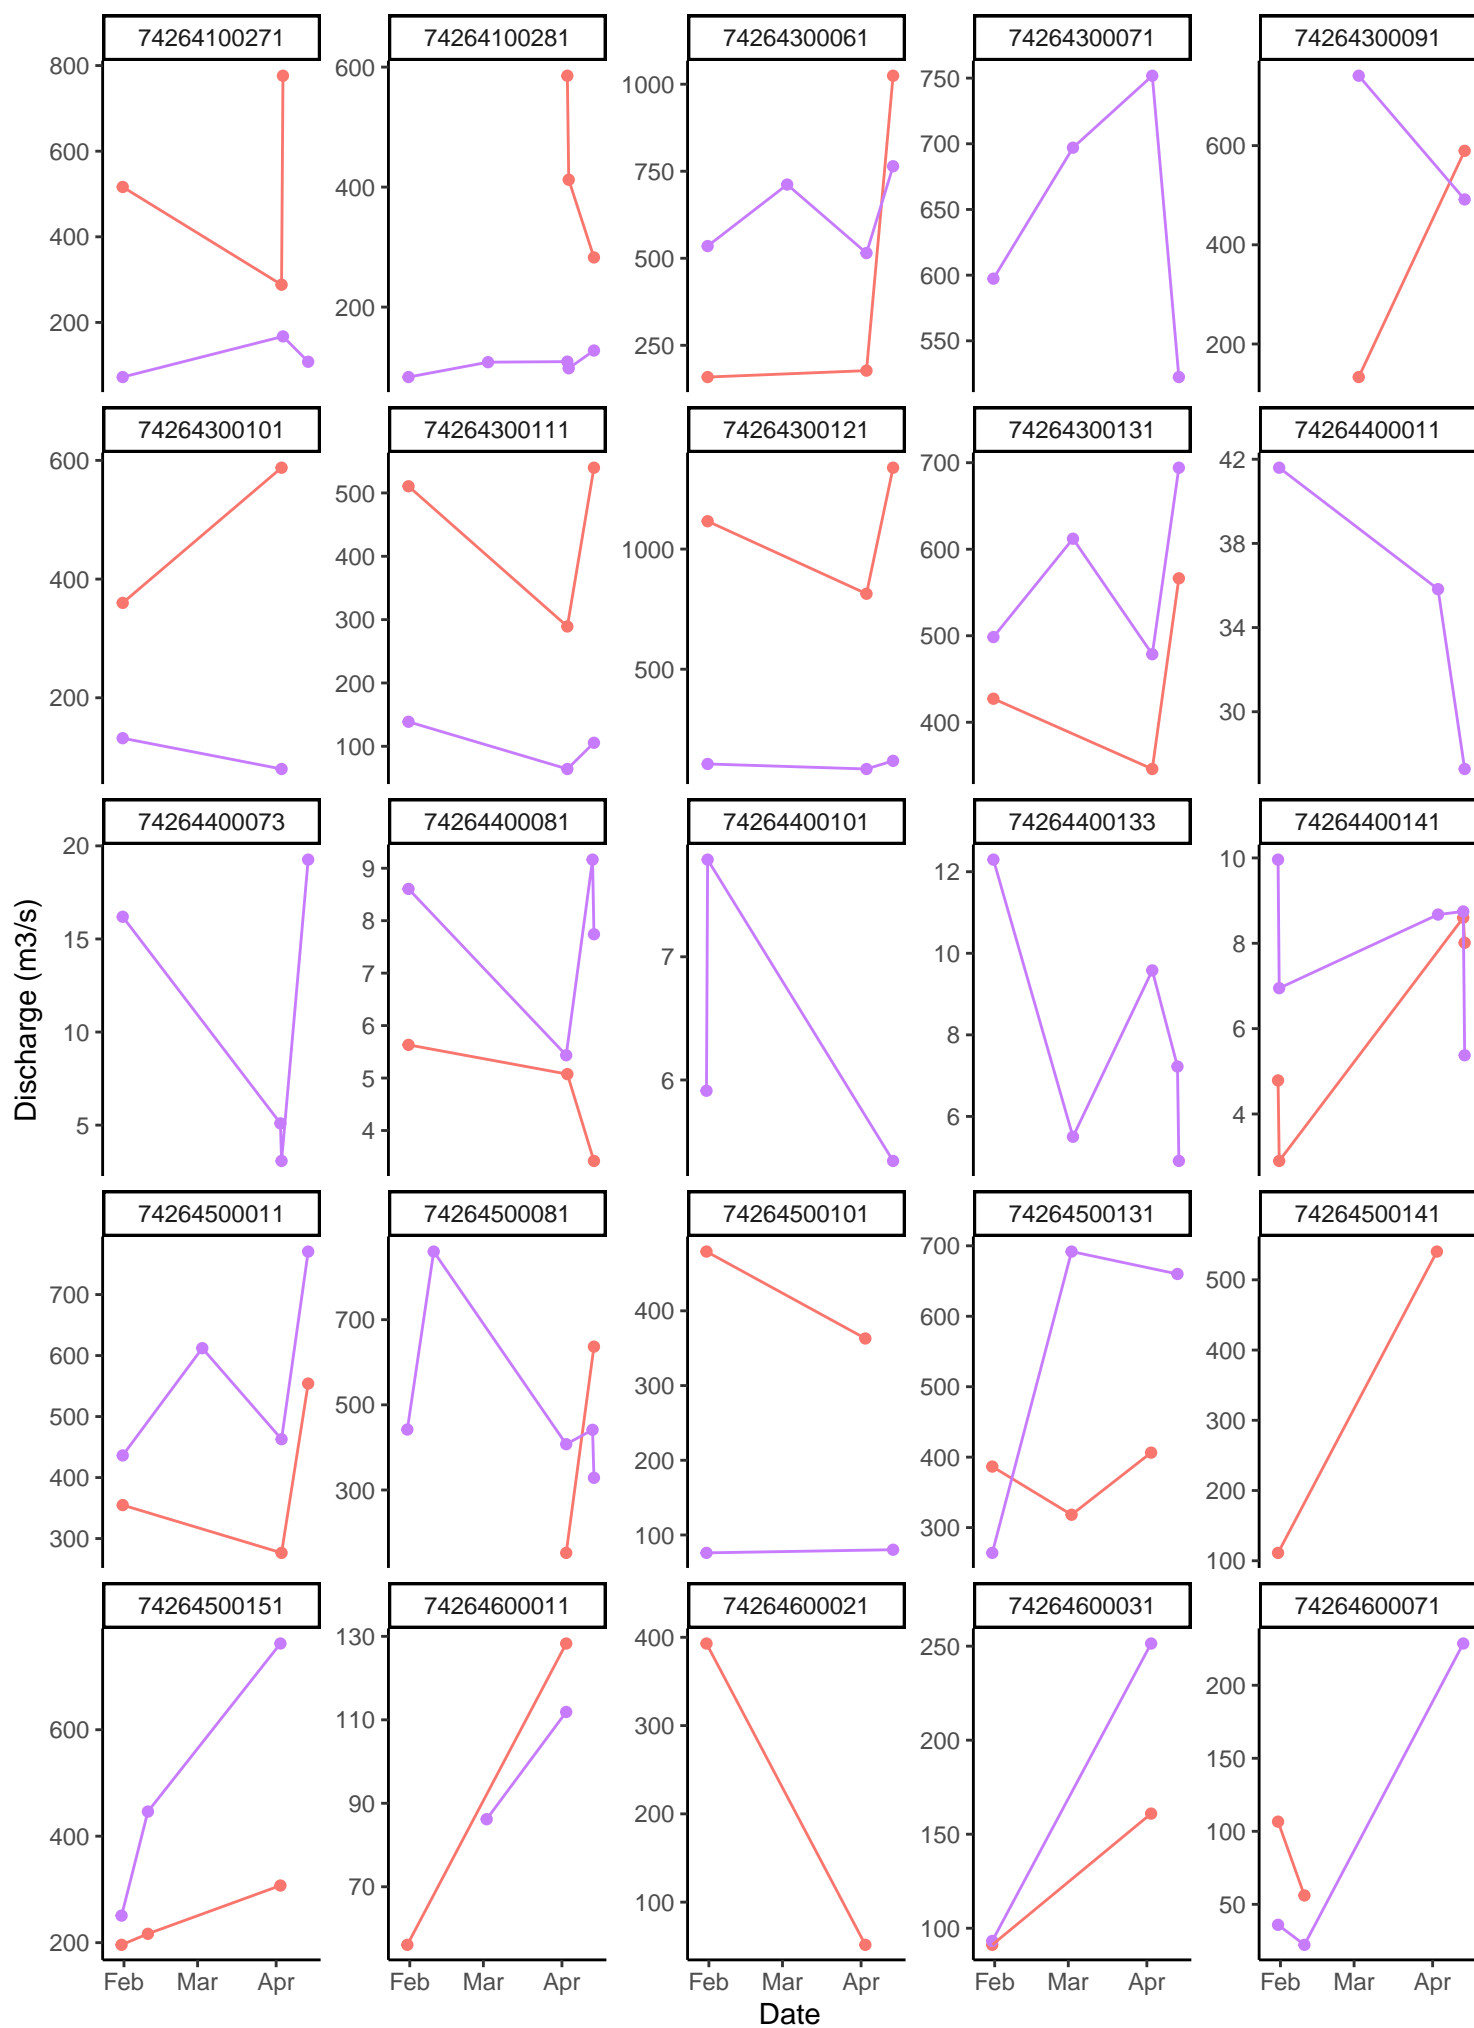 74264100271 74264100281 74264300061 74264300071 74264300091
800 600 400 200
600 400 200
1000 750 500 250
750 700 650 600 550
600 400 200
74264300101 74264300111 74264300121 74264300131 74264400011
600 400 200
500 400 300 200 100
1000 500
700 600 500 400
42 38 34 30
74264400073 74264400081 74264400101 74264400133 74264400141
20 15 10 5
9 8 7 6 5 4
7 6
12 10 8 6
10 8 6 4
74264500011 74264500081 74264500101 74264500131 74264500141
700 600 500 400 300
700 500 300
400 300 200 100
700 600 500 400 300
500 400 300 200 100
74264500151 74264600011 74264600021 74264600031 74264600071
600 400 200
130 110 90 70
400 300 200 100
250 200 150 100
200 150 100 50
Feb Mar Apr Feb Mar Apr Feb Mar Apr Feb Mar Apr Feb Mar Apr
Date
Discharge (m3/s)